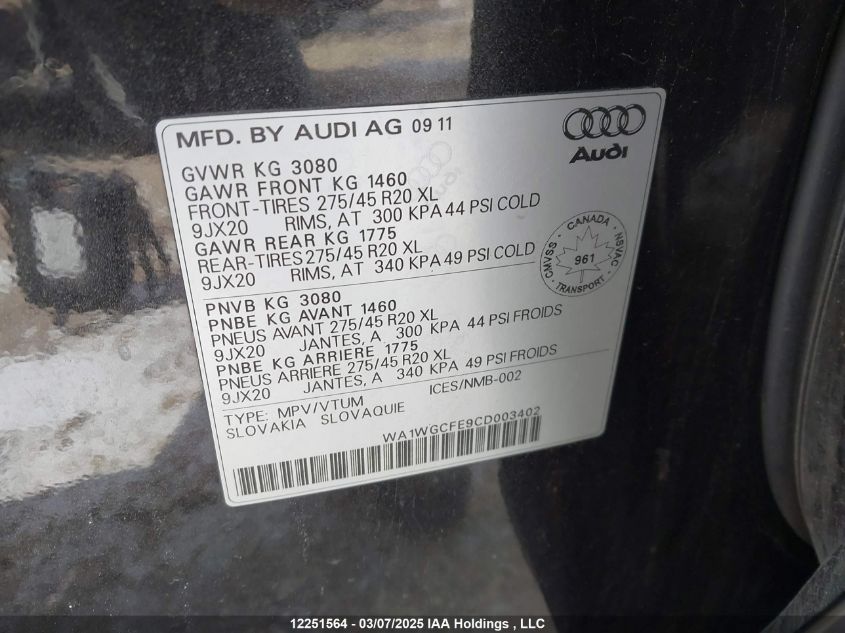 MFD. BY AUDI AG 09 11
Audi
GVWR KG 3080
GAWR FRONT KG 1460
FRONT-TIRES 275/45 R20 XL
9JX20 RIMS, AT 300 KPA 44 PSI COLD
GAWR REAR KG 1775
REAR-TIRES 275/45 R20 XL
9JX20 RIMS, AT 340 KPA 49 PSI COLD
CANADA
CMVSS 961 NSVAC
TRANSPORT
PNVB KG 3080
PNBE KG AVANT 1460
PNEUS AVANT 275/45 R20 XL
9JX20 JANTES, A 300 KPA 44 PSI FROIDS
PNBE KG ARRIERE 1775
PNEUS ARRIERE 275/45 R20 XL
9JX20 JANTES, A 340 KPA 49 PSI FROIDS
TYPE: MPV/VTUM ICES/NMB-002
SLOVAKIA SLOVAQUIE
WA1WGCFE9CD003402
12251564 - 03/07/2025 IAA Holdings , LLC